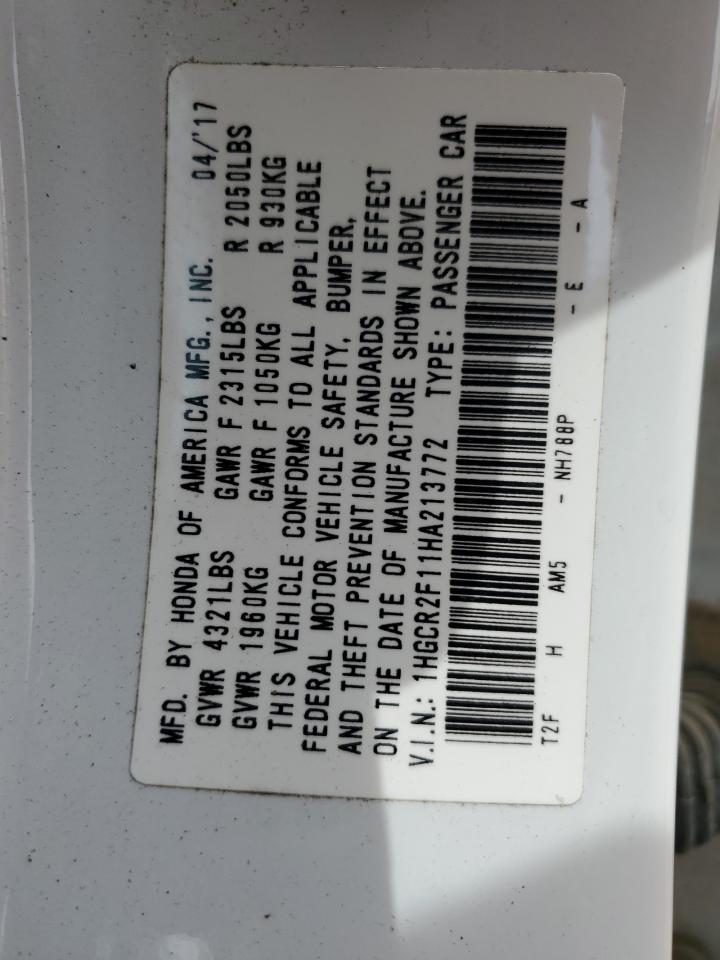 MFD. BY HONDA OF AMERICA MFG., INC. 04/'17
GVWR 4321LBS GAWR F 2315LBS R 2050LBS
GVWR 1960KG GAWR F 1050KG R 930KG
THIS VEHICLE CONFORMS TO ALL APPLICABLE
FEDERAL MOTOR VEHICLE SAFETY, BUMPER,
AND THEFT PREVENTION STANDARDS IN EFFECT
ON THE DATE OF MANUFACTURE SHOWN ABOVE.
V.I.N.: 1HGCR2F11HA213772 TYPE: PASSENGER CAR
T2F H AM5 - NH788P - E - A